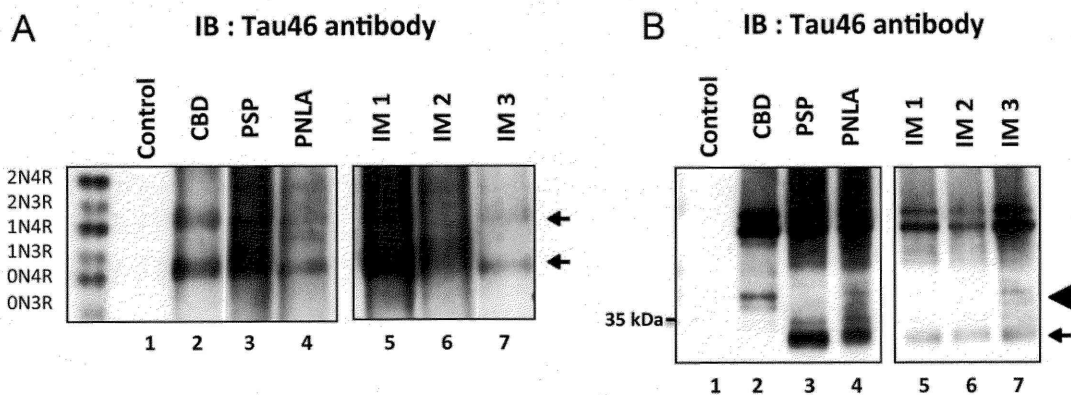 A
IB : Tau46 antibody
Control
CBD
PSP
PNLA
IM 1
IM 2
IM 3
2N4R
2N3R
1N4R
1N3R
0N4R
0N3R
1 2 3 4 5 6 7
B
IB : Tau46 antibody
Control
CBD
PSP
PNLA
IM 1
IM 2
IM 3
35 kDa
1 2 3 4 5 6 7